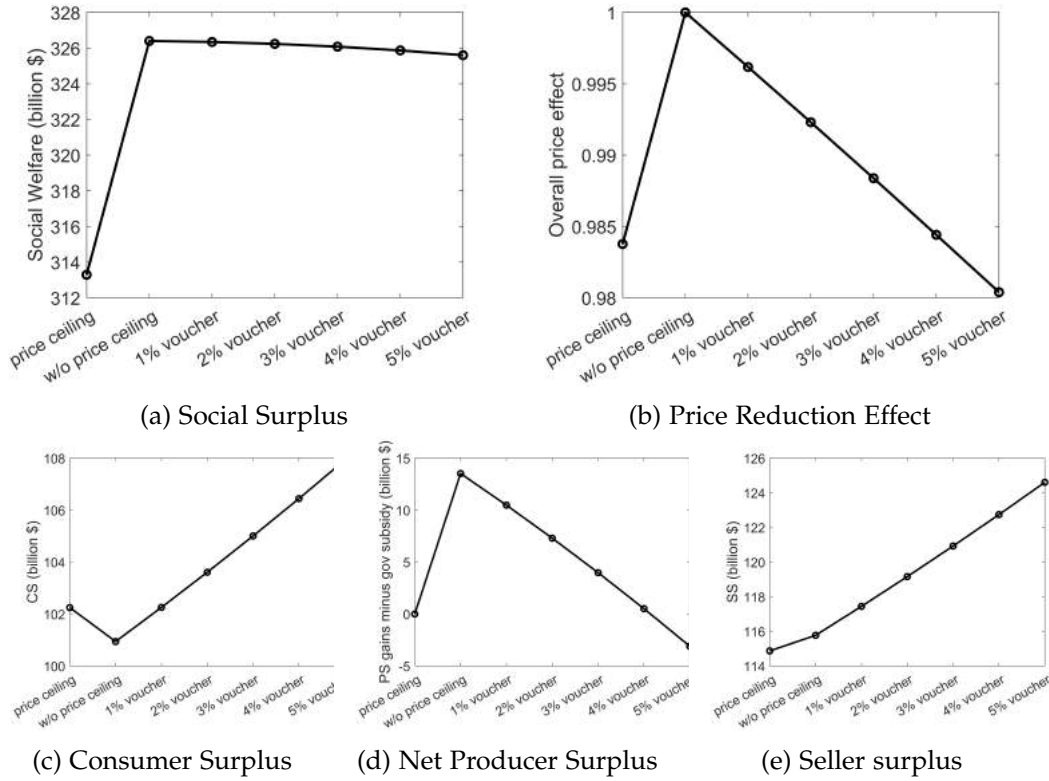 328
326
324
322
320
318
316
314
312
Social Welfare (billion $)
price ceiling
w/o price ceiling
1% voucher
2% voucher
3% voucher
4% voucher
5% voucher
(a) Social Surplus
1
0.995
0.99
0.985
0.98
Overall price effect
price ceiling
w/o price ceiling
1% voucher
2% voucher
3% voucher
4% voucher
5% voucher
(b) Price Reduction Effect
108
106
104
102
100
CS (billion $)
price ceiling
w/o price ceiling
1% voucher
2% voucher
3% voucher
4% voucher
5% vouch
(c) Consumer Surplus
15
10
5
0
-5
PS gains minus gov subsidy (billion $)
price ceiling
w/o price ceiling
1% voucher
2% voucher
3% voucher
4% voucher
5% voucher
(d) Net Producer Surplus
126
124
122
120
118
116
114
SS (billion $)
price ceiling
w/o price ceiling
1% voucher
2% voucher
3% voucher
4% voucher
5% voucher
(e) Seller surplus